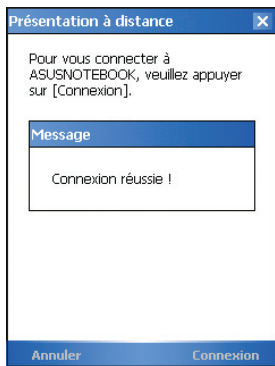 Présentation à distance
Pour vous connecter à
ASUSNOTEBOOK, veuillez appuyer
sur [Connexion].
Message
Connexion réussie !
Annuler Connexion